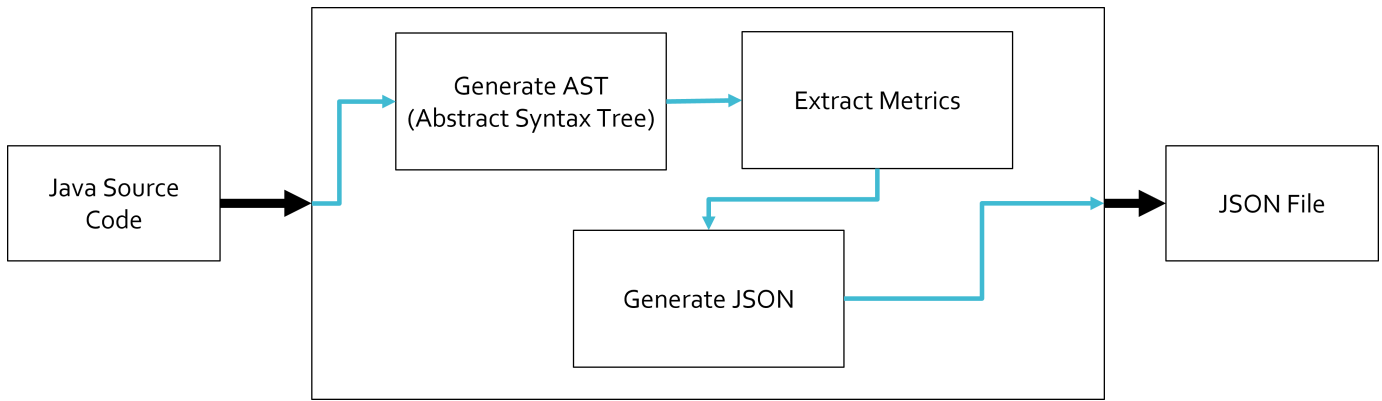 Generate AST
(Abstract Syntax Tree)
Extract Metrics
Java Source
Code
JSON File
Generate JSON